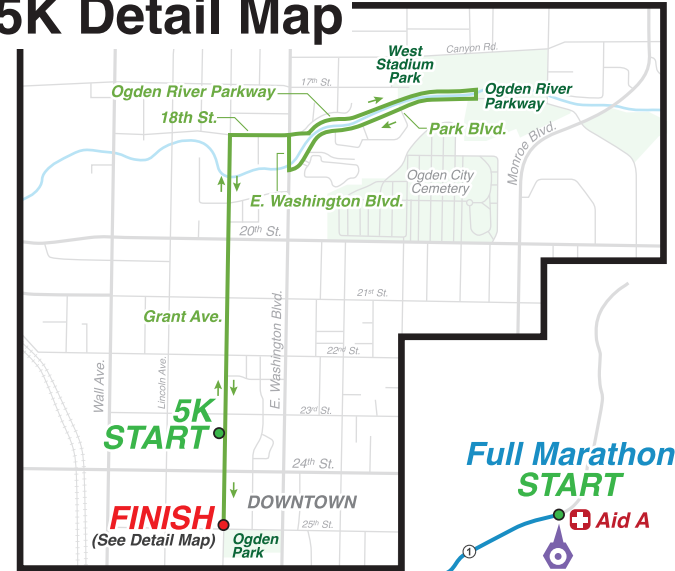 5K Detail Map
West
Stadium
Park
Canyon Rd.
17th St.
Ogden River Parkway
Ogden River
Parkway
18th St.
Park Blvd.
Monroe Blvd.
Ogden City
Cemetery
E. Washington Blvd.
20th St.
21st St.
Grant Ave.
E. Washington Blvd.
22nd St.
Wall Ave.
Lincoln Ave.
5K
START
23rd St.
24th St.
Full Marathon
START
DOWNTOWN
FINISH
(See Detail Map)
25th St.
Ogden
Park
Aid A
1